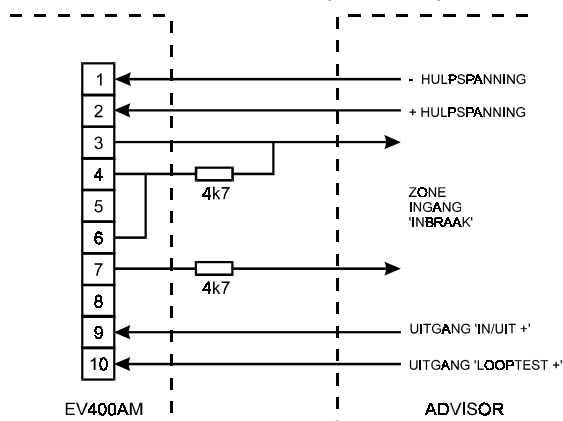 1
- HULPSPANNING
2
+ HULPSPANNING
3
4
4k7
ZONE
INGANG
'INBRAAK'
5
6
7
4k7
8
9
UITGANG 'IN/UIT +'
10
UITGANG 'LOOPTEST +'
EV400AM
ADVISOR